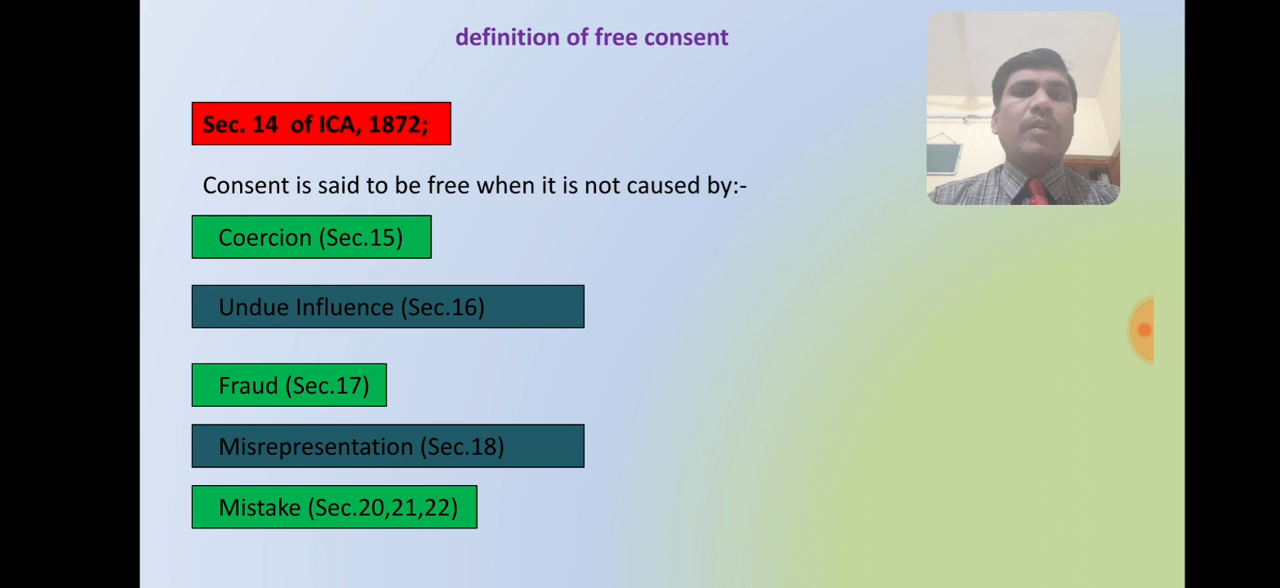 definition of free consent
Sec. 14 of ICA, 1872;
Consent is said to be free when it is not caused by:-
Coercion (Sec.15)
Undue Influence (Sec.16)
Fraud (Sec.17)
Misrepresentation (Sec.18)
Mistake (Sec.20,21,22)